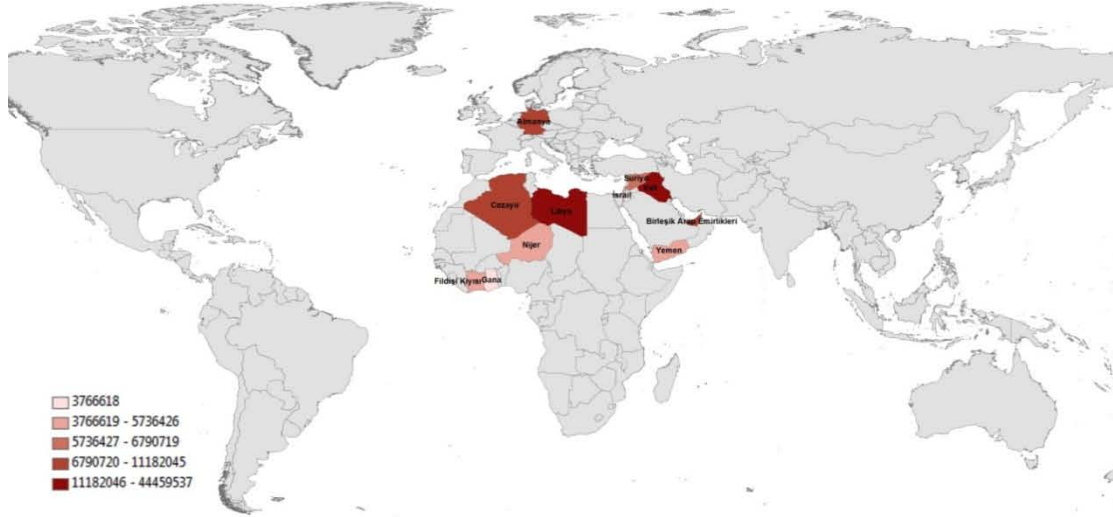 Almanya
Suriye
Irak
İsrail
Cezayir
Libya
Birleşik Arap Emirlikleri
Nijer
Yemen
Fildişi Kıyısı
Gana
3766618
3766619 - 5736426
5736427 - 6790719
6790720 - 11182045
11182046 - 44459537